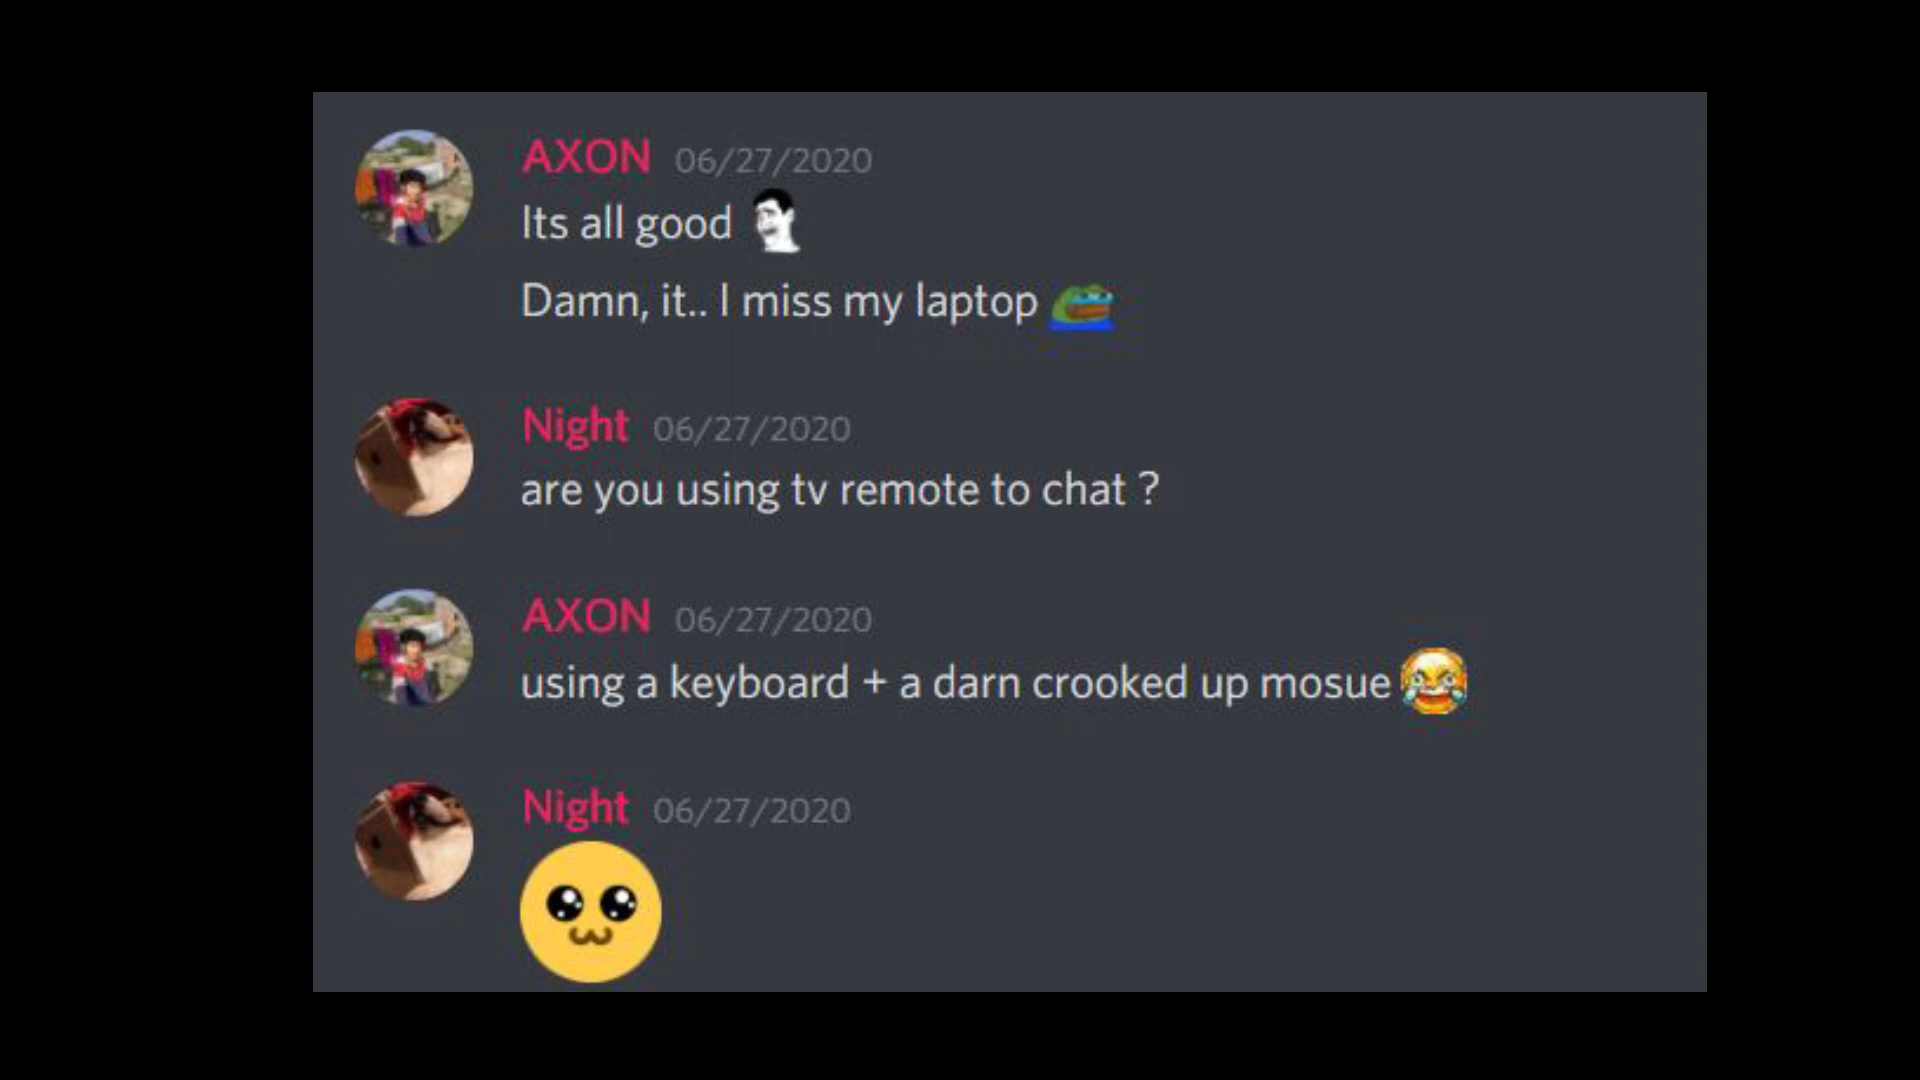 AXON 06/27/2020
Its all good
Damn, it.. I miss my laptop
Night 06/27/2020
are you using tv remote to chat ?
AXON 06/27/2020
using a keyboard + a darn crooked up mosue
Night 06/27/2020